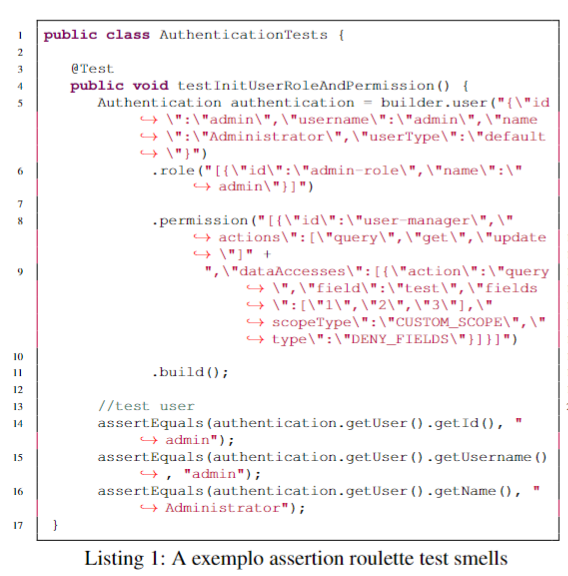 1 public class AuthenticationTests {
2
3 @Test
4 public void testInitUserRoleAndPermission() {
5 Authentication authentication = builder.user("{\"id
↪ \":\"admin\",\"username\":\"admin\",\"name
↪ \":\"Administrator\",\"userType\":\"default
↪ \"}")
6 .role("[{\"id\":\"admin-role\",\"name\":\"
↪ admin\"}]")
7
8 .permission("[{\"id\":\"user-manager\",\"
↪ actions\":[\"query\",\"get\",\"update
↪ \"]" +
9 ",\"dataAccesses\":[{\"action\":\"query
↪ \",\"field\":\"test\",\"fields
↪ \":[\"1\",\"2\",\"3\"],\"
↪ scopeType\":\"CUSTOM_SCOPE\",\"
↪ type\":\"DENY_FIELDS\"}]}]")
10
11 .build();
12
13 //test user
14 assertEquals(authentication.getUser().getId(), "
↪ admin");
15 assertEquals(authentication.getUser().getUsername()
↪ , "admin");
16 assertEquals(authentication.getUser().getName(), "
↪ Administrator");
17 }
Listing 1: A exemplo assertion roulette test smells